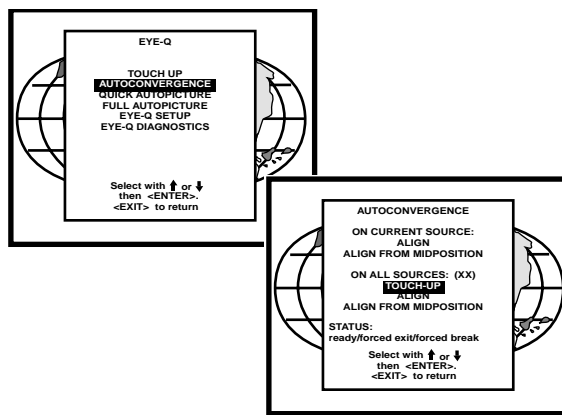 EYE-Q
TOUCH UP
AUTOCONVERGENCE
QUICK AUTOPICTURE
FULL AUTOPICTURE
EYE-Q SETUP
EYE-Q DIAGNOSTICS
Select with ⬆ or ⬇
then <ENTER>.
<EXIT> to return
AUTOCONVERGENCE
ON CURRENT SOURCE:
ALIGN
ALIGN FROM MIDPOSITION
ON ALL SOURCES: (XX)
TOUCH-UP
ALIGN
ALIGN FROM MIDPOSITION
STATUS:
ready/forced exit/forced break
Select with ⬆ or ⬇
then <ENTER>.
<EXIT> to return